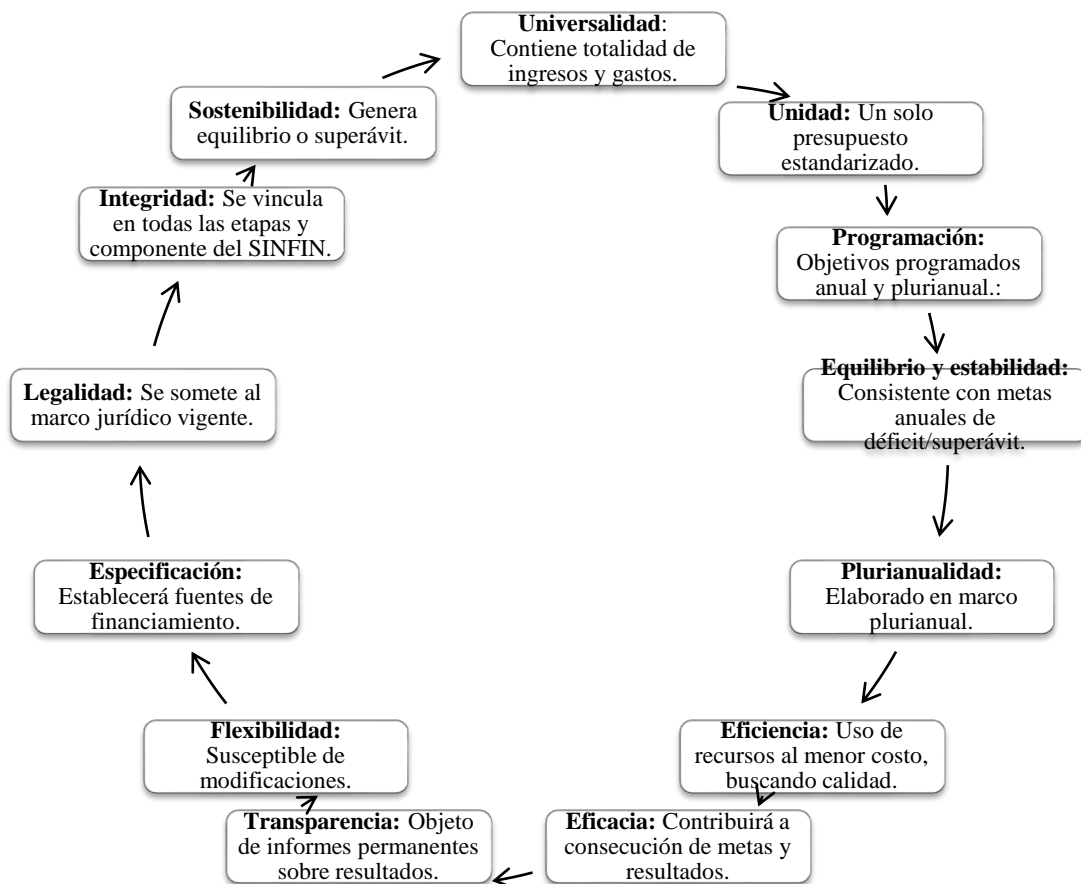 Universalidad:
Contiene totalidad de
ingresos y gastos.
Unidad: Un solo
presupuesto
estandarizado.
Programación:
Objetivos programados
anual y plurianual.:
Equilibrio y estabilidad:
Consistente con metas
anuales de
déficit/superávit.
Plurianualidad:
Elaborado en marco
plurianual.
Eficiencia: Uso de
recursos al menor costo,
buscando calidad.
Eficacia: Contribuirá a
consecución de metas y
resultados.
Transparencia: Objeto
de informes permanentes
sobre resultados.
Flexibilidad:
Susceptible de
modificaciones.
Especificación:
Establecerá fuentes de
financiamiento.
Legalidad: Se somete al
marco jurídico vigente.
Integridad: Se vincula
en todas las etapas y
componente del SINFIN.
Sostenibilidad: Genera
equilibrio o superávit.